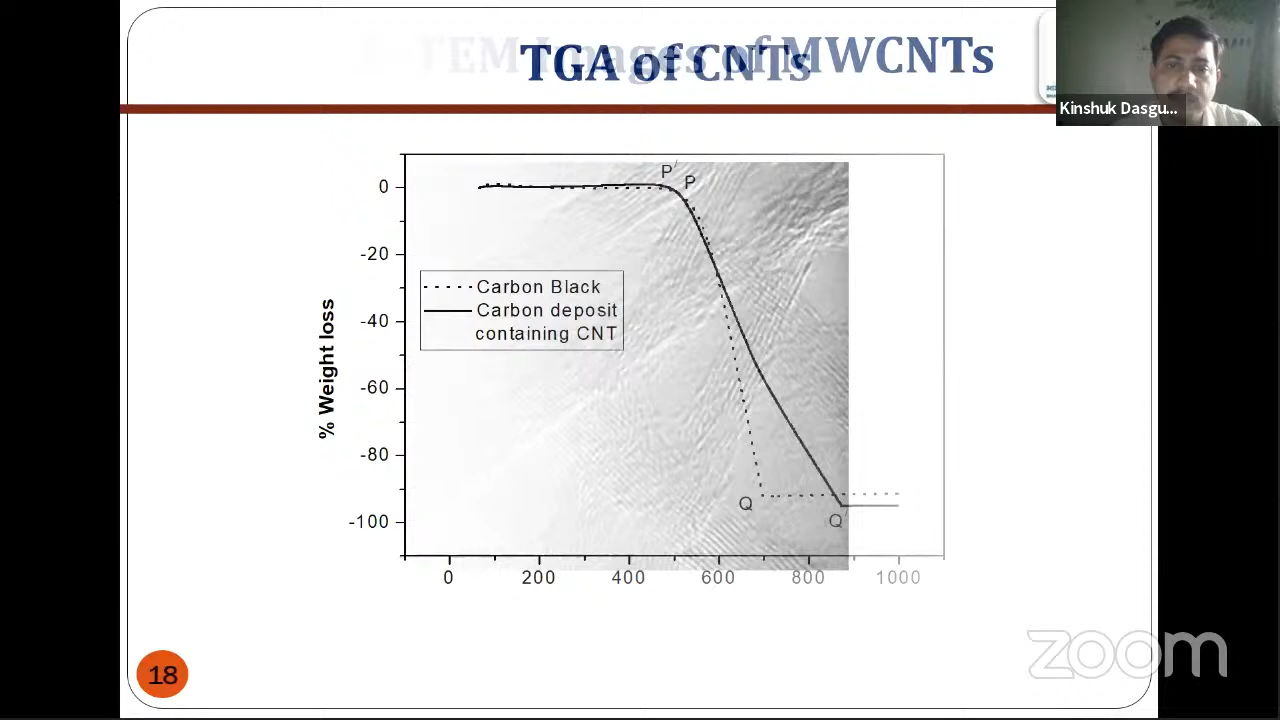 TGA of CNTs
TEM Images of MWCNTs
Kinshuk Dasgu...
P′
P
0
-20
-40
-60
-80
-100
% Weight loss
Carbon Black
Carbon deposit
containing CNT
Q
Q′
0 200 400 600 800 1000
18
zoom